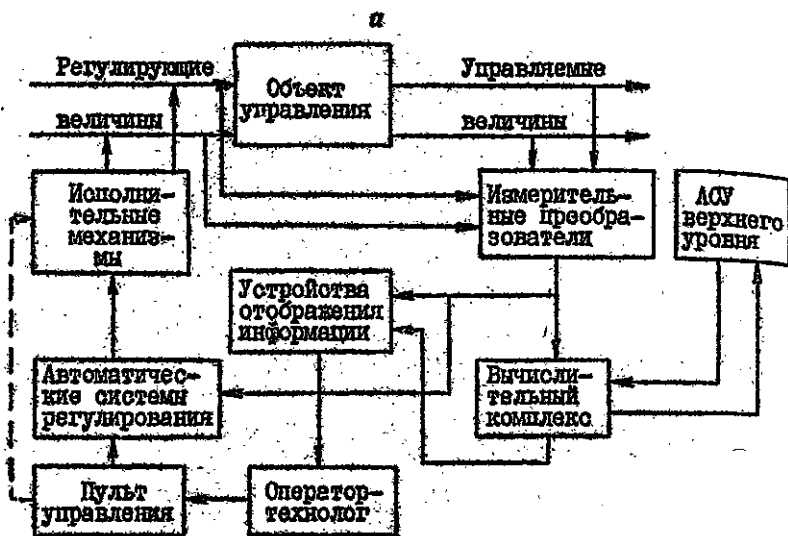 а
Регулирующие
величины
Объект
управления
Управляемые
величины
Исполни-
тельные
механиз-
мы
Измеритель-
ные преобра-
зователи
АСУ
верхнего
уровня
Устройства
отображения
информации
Автоматичес-
кие системы
регулирования
Вычисли-
тельный
комплекс
Пульт
управления
Оператор-
технолог